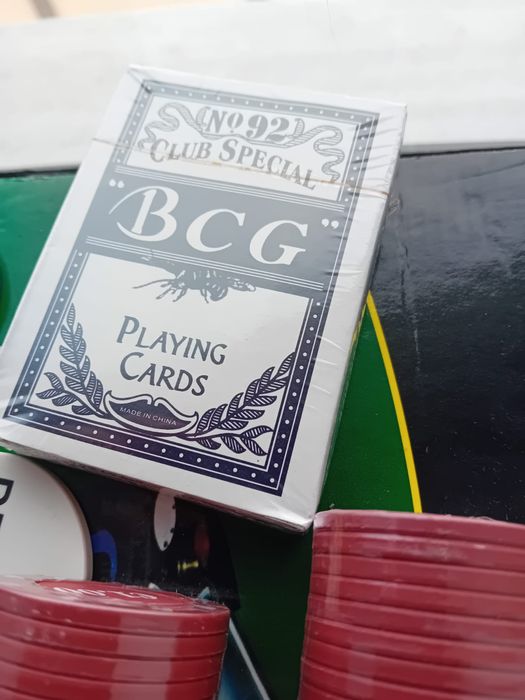 No 92
CLUB SPECIAL
"BCG"
PLAYING
CARDS
MADE IN CHINA